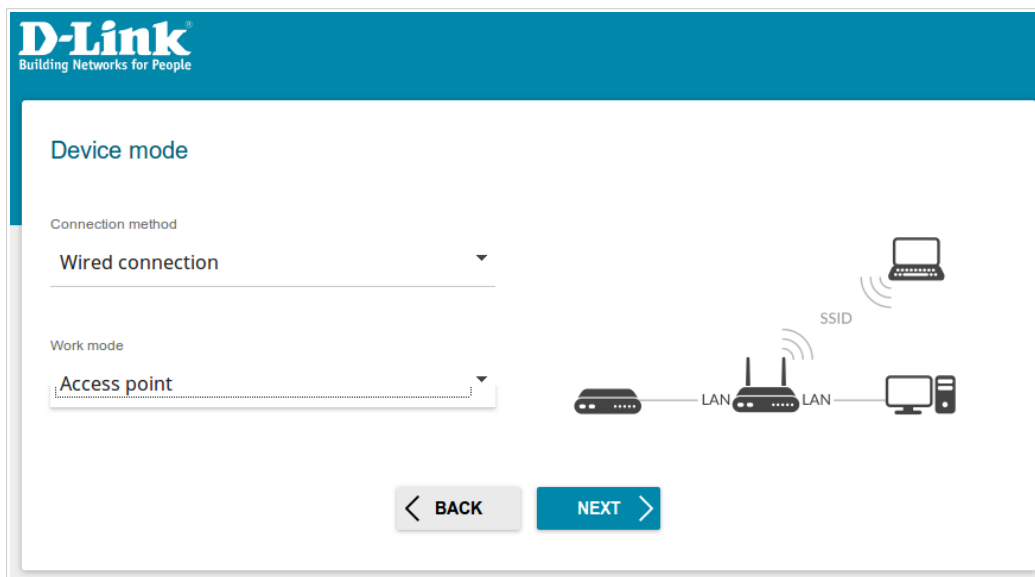 D-Link®
Building Networks for People
Device mode
Connection method
Wired connection
Work mode
Access point
SSID
LAN LAN
BACK NEXT